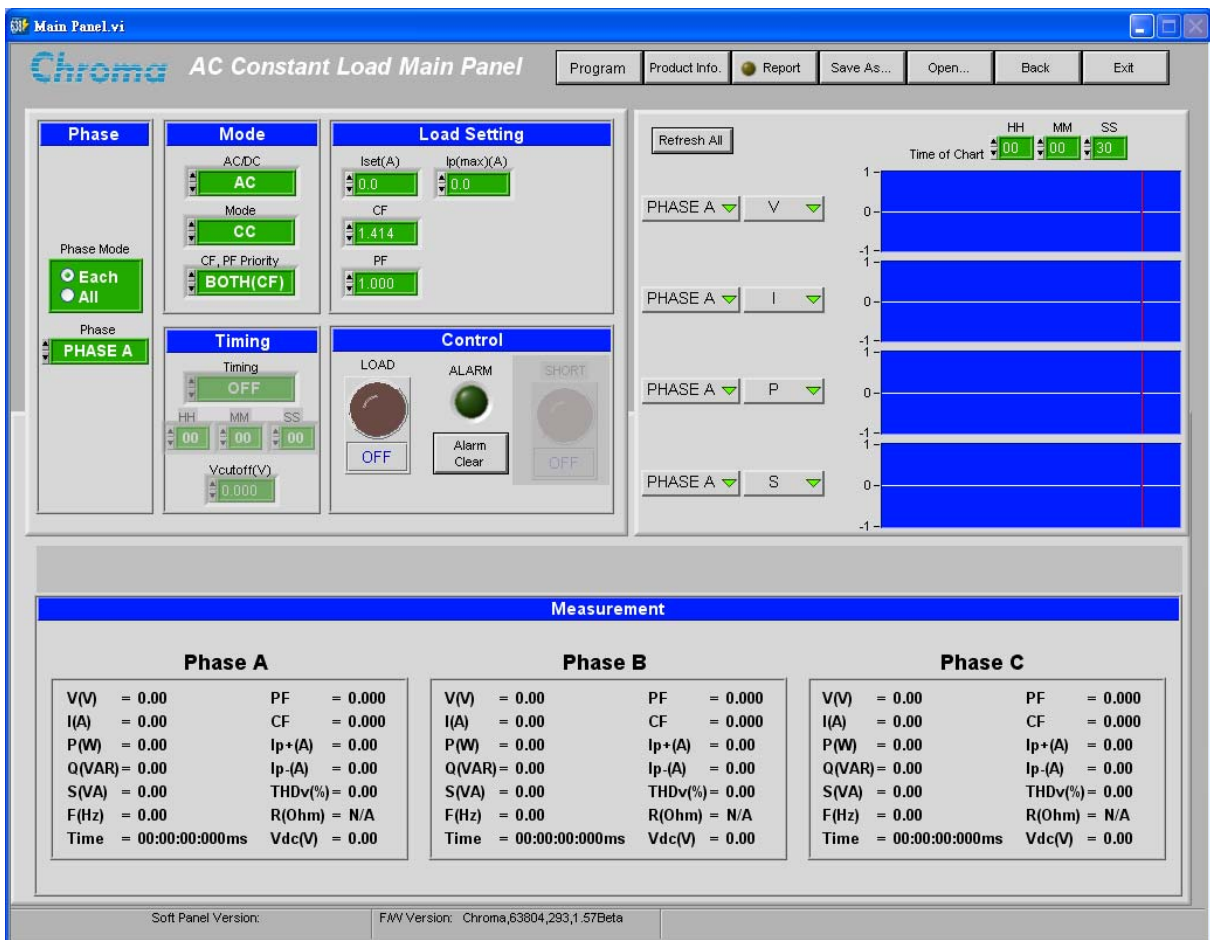 Main Panel.vi
Chroma AC Constant Load Main Panel Program Product Info. Report Save As... Open... Back Exit
Phase
Phase Mode
Each
All
Phase
PHASE A
Mode
AC/DC
AC
Mode
CC
CF, PF Priority
BOTH(CF)
Load Setting
Iset(A) Ip(max)(A)
0.0 0.0
CF
1.414
PF
1.000
Timing
Timing
OFF
HH MM SS
00 00 00
Vcutoff(V)
0.000
Control
LOAD ALARM SHORT
OFF Alarm Clear OFF
Refresh All
HH MM SS
Time of Chart 00 00 30
PHASE A V
1
0
-1
PHASE A I
1
0
-1
PHASE A P
1
0
-1
PHASE A S
1
0
-1
Measurement
Phase A
V(V) = 0.00 PF = 0.000
I(A) = 0.00 CF = 0.000
P(W) = 0.00 Ip+(A) = 0.00
Q(VAR)= 0.00 Ip-(A) = 0.00
S(VA) = 0.00 THDv(%)= 0.00
F(Hz) = 0.00 R(Ohm) = N/A
Time = 00:00:00:000ms Vdc(V) = 0.00
Phase B
V(V) = 0.00 PF = 0.000
I(A) = 0.00 CF = 0.000
P(W) = 0.00 Ip+(A) = 0.00
Q(VAR)= 0.00 Ip-(A) = 0.00
S(VA) = 0.00 THDv(%)= 0.00
F(Hz) = 0.00 R(Ohm) = N/A
Time = 00:00:00:000ms Vdc(V) = 0.00
Phase C
V(V) = 0.00 PF = 0.000
I(A) = 0.00 CF = 0.000
P(W) = 0.00 Ip+(A) = 0.00
Q(VAR)= 0.00 Ip-(A) = 0.00
S(VA) = 0.00 THDv(%)= 0.00
F(Hz) = 0.00 R(Ohm) = N/A
Time = 00:00:00:000ms Vdc(V) = 0.00
Soft Panel Version: F/W Version: Chroma,63804,293,1.57Beta